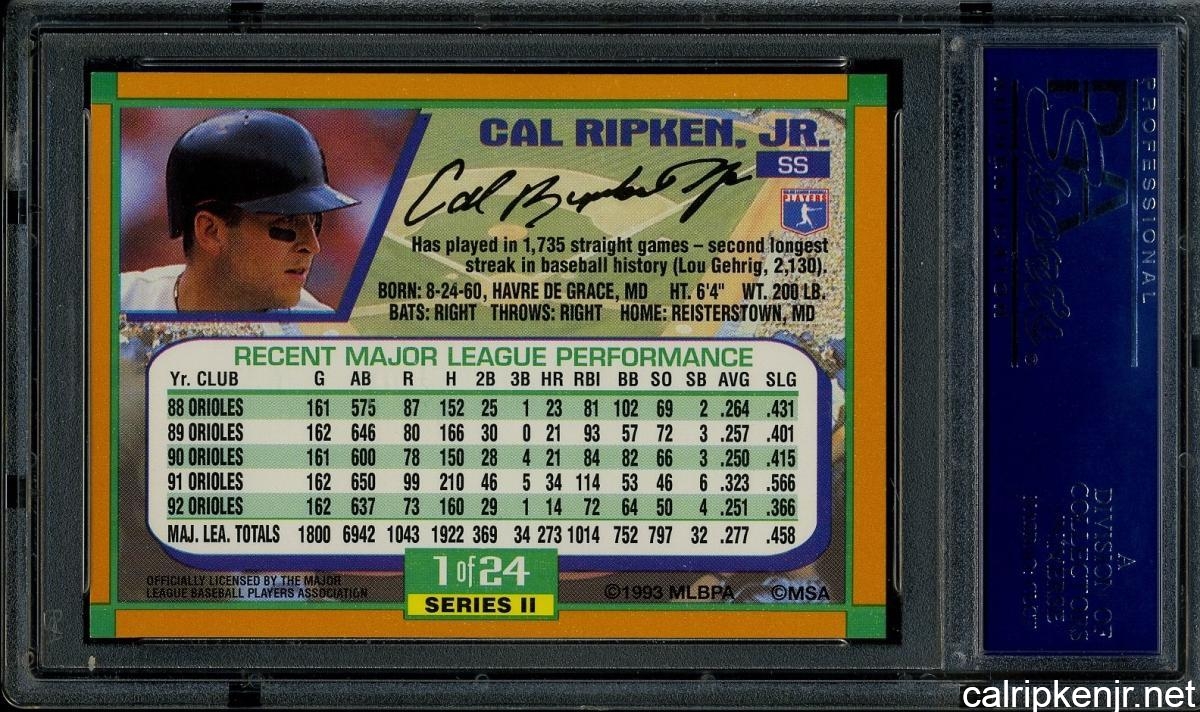 CAL RIPKEN, JR.
SS
Cal Ripken Jr.
PLAYERS
Has played in 1,735 straight games – second longest
streak in baseball history (Lou Gehrig, 2,130).
BORN: 8-24-60, HAVRE DE GRACE, MD HT. 6'4" WT. 200 LB.
BATS: RIGHT THROWS: RIGHT HOME: REISTERSTOWN, MD
RECENT MAJOR LEAGUE PERFORMANCE
Yr. CLUB G AB R H 2B 3B HR RBI BB SO SB AVG SLG
88 ORIOLES 161 575 87 152 25 1 23 81 102 69 2 .264 .431
89 ORIOLES 162 646 80 166 30 0 21 93 57 72 3 .257 .401
90 ORIOLES 161 600 78 150 28 4 21 84 82 66 3 .250 .415
91 ORIOLES 162 650 99 210 46 5 34 114 53 46 6 .323 .566
92 ORIOLES 162 637 73 160 29 1 14 72 64 50 4 .251 .366
MAJ. LEA. TOTALS 1800 6942 1043 1922 369 34 273 1014 752 797 32 .277 .458
1 of 24
SERIES II
OFFICIALLY LICENSED BY THE MAJOR
LEAGUE BASEBALL PLAYERS ASSOCIATION
©1993 MLBPA ©MSA
PROFESSIONAL
PSA
A
DIVISION OF
COLLECTORS
calripkenjr.net